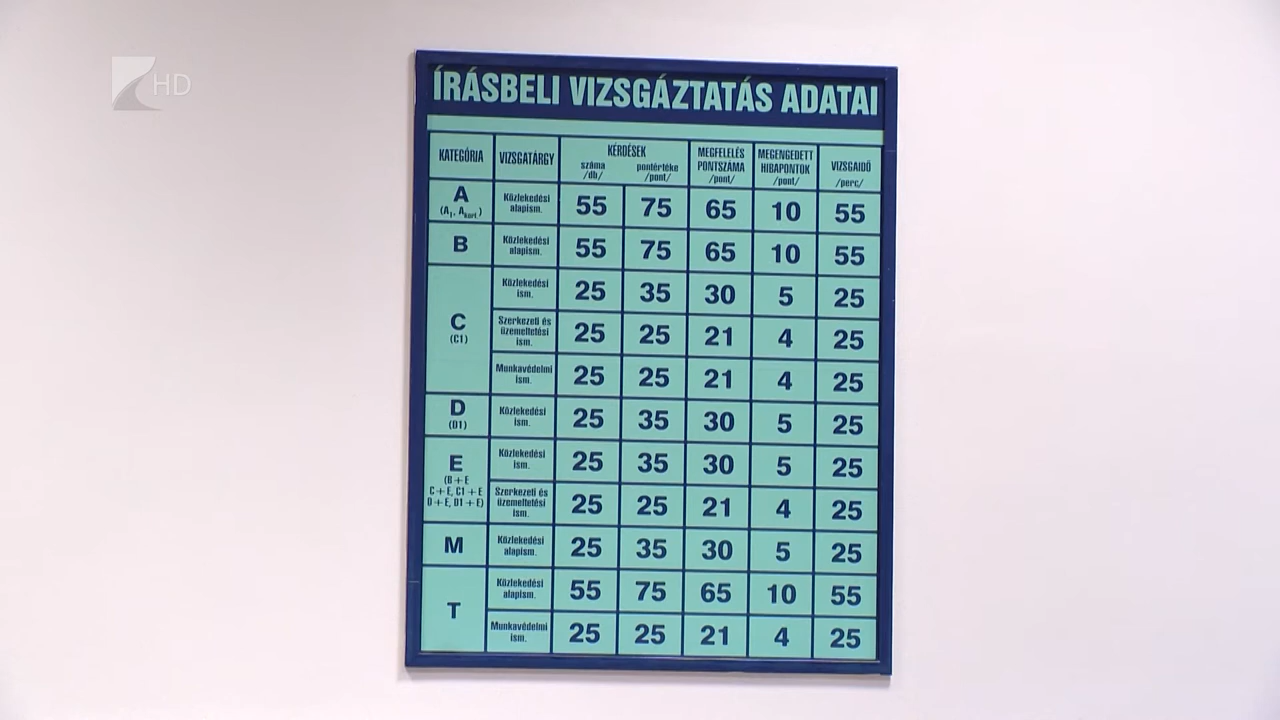 HD
ÍRÁSBELI VIZSGÁZTATÁS ADATAI
KATEGÓRIA VIZSGATÁRGY KÉRDÉSEK száma /db/ pontértéke /pont/ MEGFELELÉS PONTSZÁMA /pont/ MEGENGEDETT HIBAPONTOK /pont/ VIZSGAIDŐ /perc/
A (A1, Akorl.) Közlekedési alapism. 55 75 65 10 55
B Közlekedési alapism. 55 75 65 10 55
C (C1) Közlekedési ism. 25 35 30 5 25
Szerkezeti és üzemeltetési ism. 25 25 21 4 25
Munkavédelmi ism. 25 25 21 4 25
D (D1) Közlekedési ism. 25 35 30 5 25
E (B+E C+E, C1+E D+E, D1+E) Közlekedési ism. 25 35 30 5 25
Szerkezeti és üzemeltetési ism. 25 25 21 4 25
M Közlekedési alapism. 25 35 30 5 25
T Közlekedési alapism. 55 75 65 10 55
Munkavédelmi ism. 25 25 21 4 25